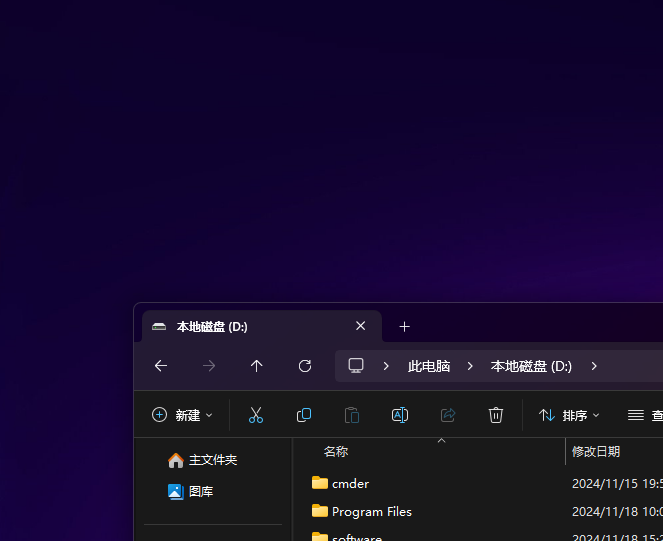 本地磁盘 (D:)
此电脑 本地磁盘 (D:)
新建 排序
主文件夹
图库
名称 修改日期
cmder 2024/11/15 19:5
Program Files 2024/11/18 10:0
software 2024/11/18 15:2